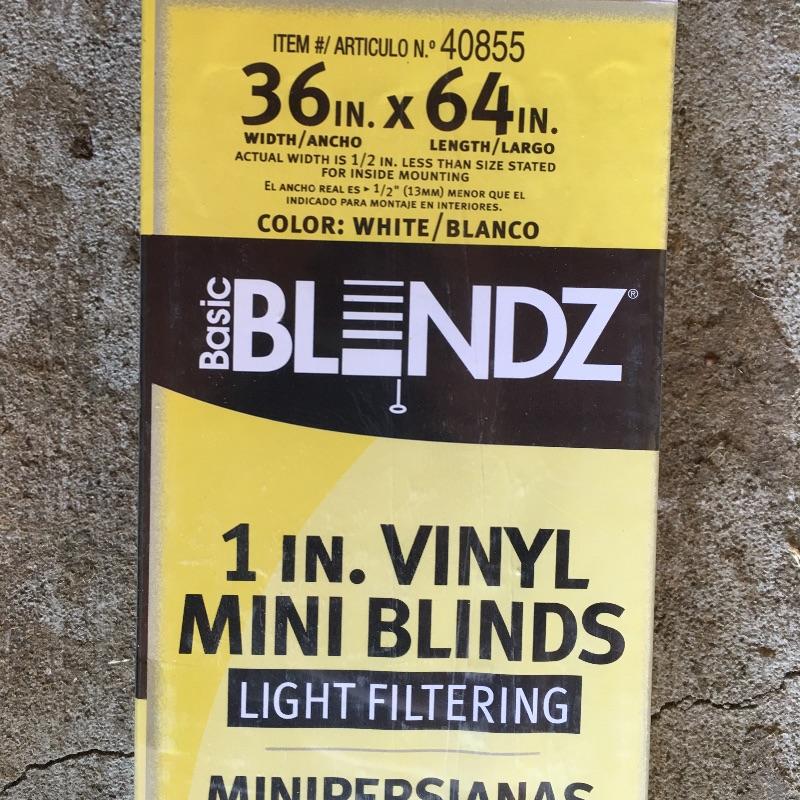 ITEM #/ ARTICULO N.º 40855
36IN. X 64IN.
WIDTH/ANCHO LENGTH/LARGO
ACTUAL WIDTH IS 1/2 IN. LESS THAN SIZE STATED
FOR INSIDE MOUNTING
EL ANCHO REAL ES ▸ 1/2" (13MM) MENOR QUE EL
INDICADO PARA MONTAJE EN INTERIORES.
COLOR: WHITE/BLANCO
Basic BLENDZ®
1 IN. VINYL
MINI BLINDS
LIGHT FILTERING
MINIPERSIANAS